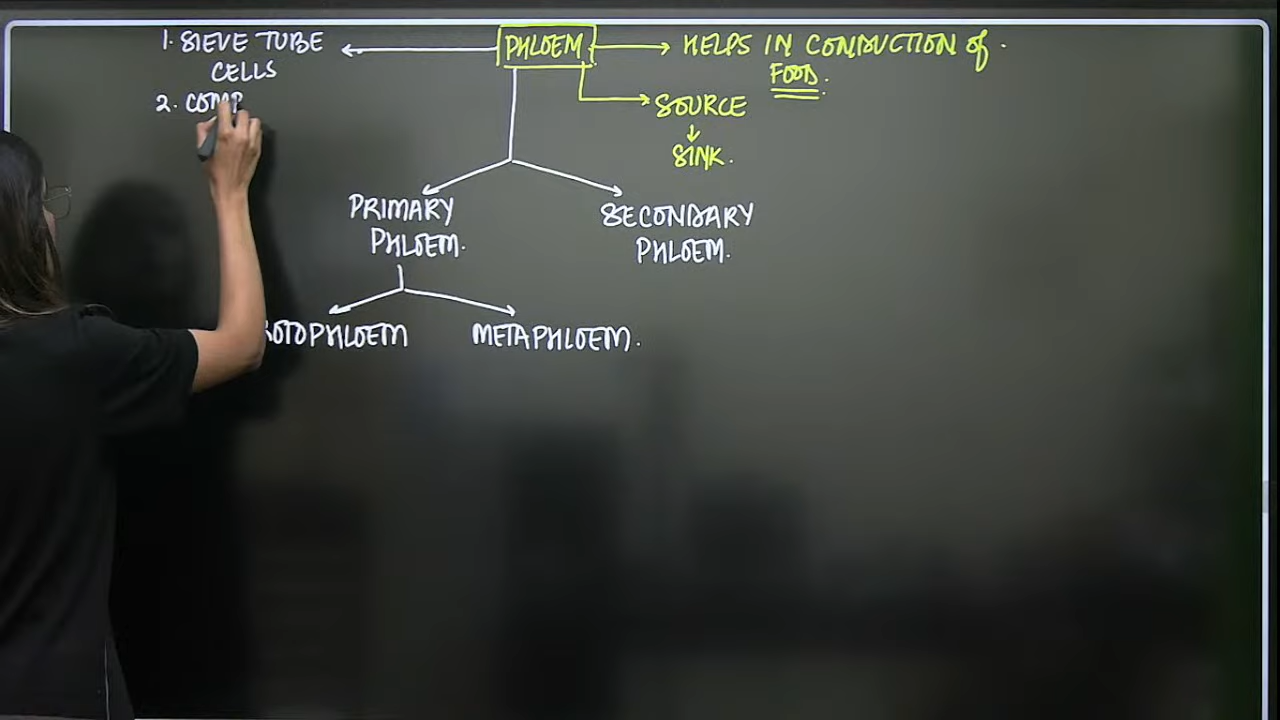 1. SIEVE TUBE
CELLS
2. COMP
PHLOEM
HELPS IN CONDUCTION of.
FOOD.
SOURCE
SINK.
PRIMARY
PHLOEM.
SECONDARY
PHLOEM.
ROTOPHLOEM
METAPHLOEM.